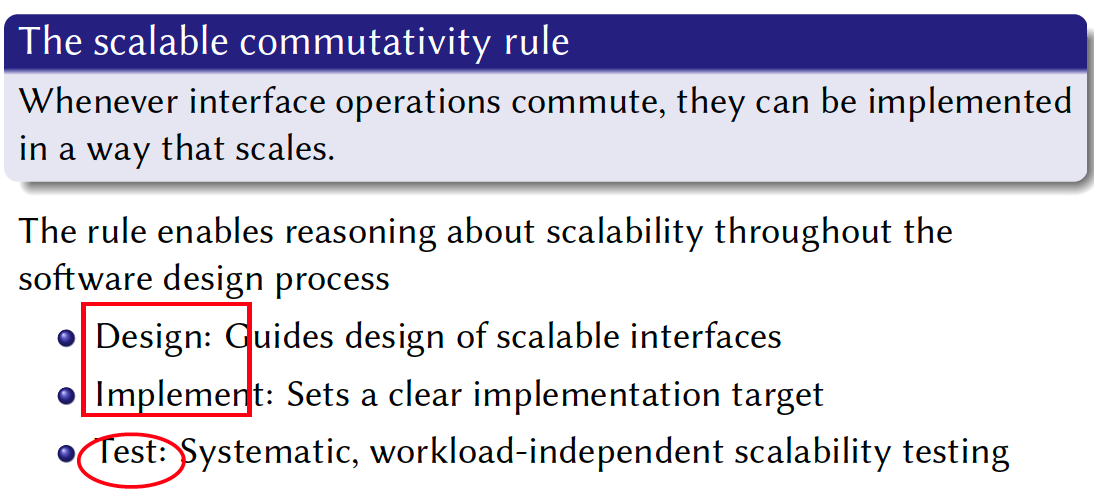 The scalable commutativity rule
Whenever interface operations commute, they can be implemented
in a way that scales.
The rule enables reasoning about scalability throughout the
software design process
Design: Guides design of scalable interfaces
Implement: Sets a clear implementation target
Test: Systematic, workload-independent scalability testing